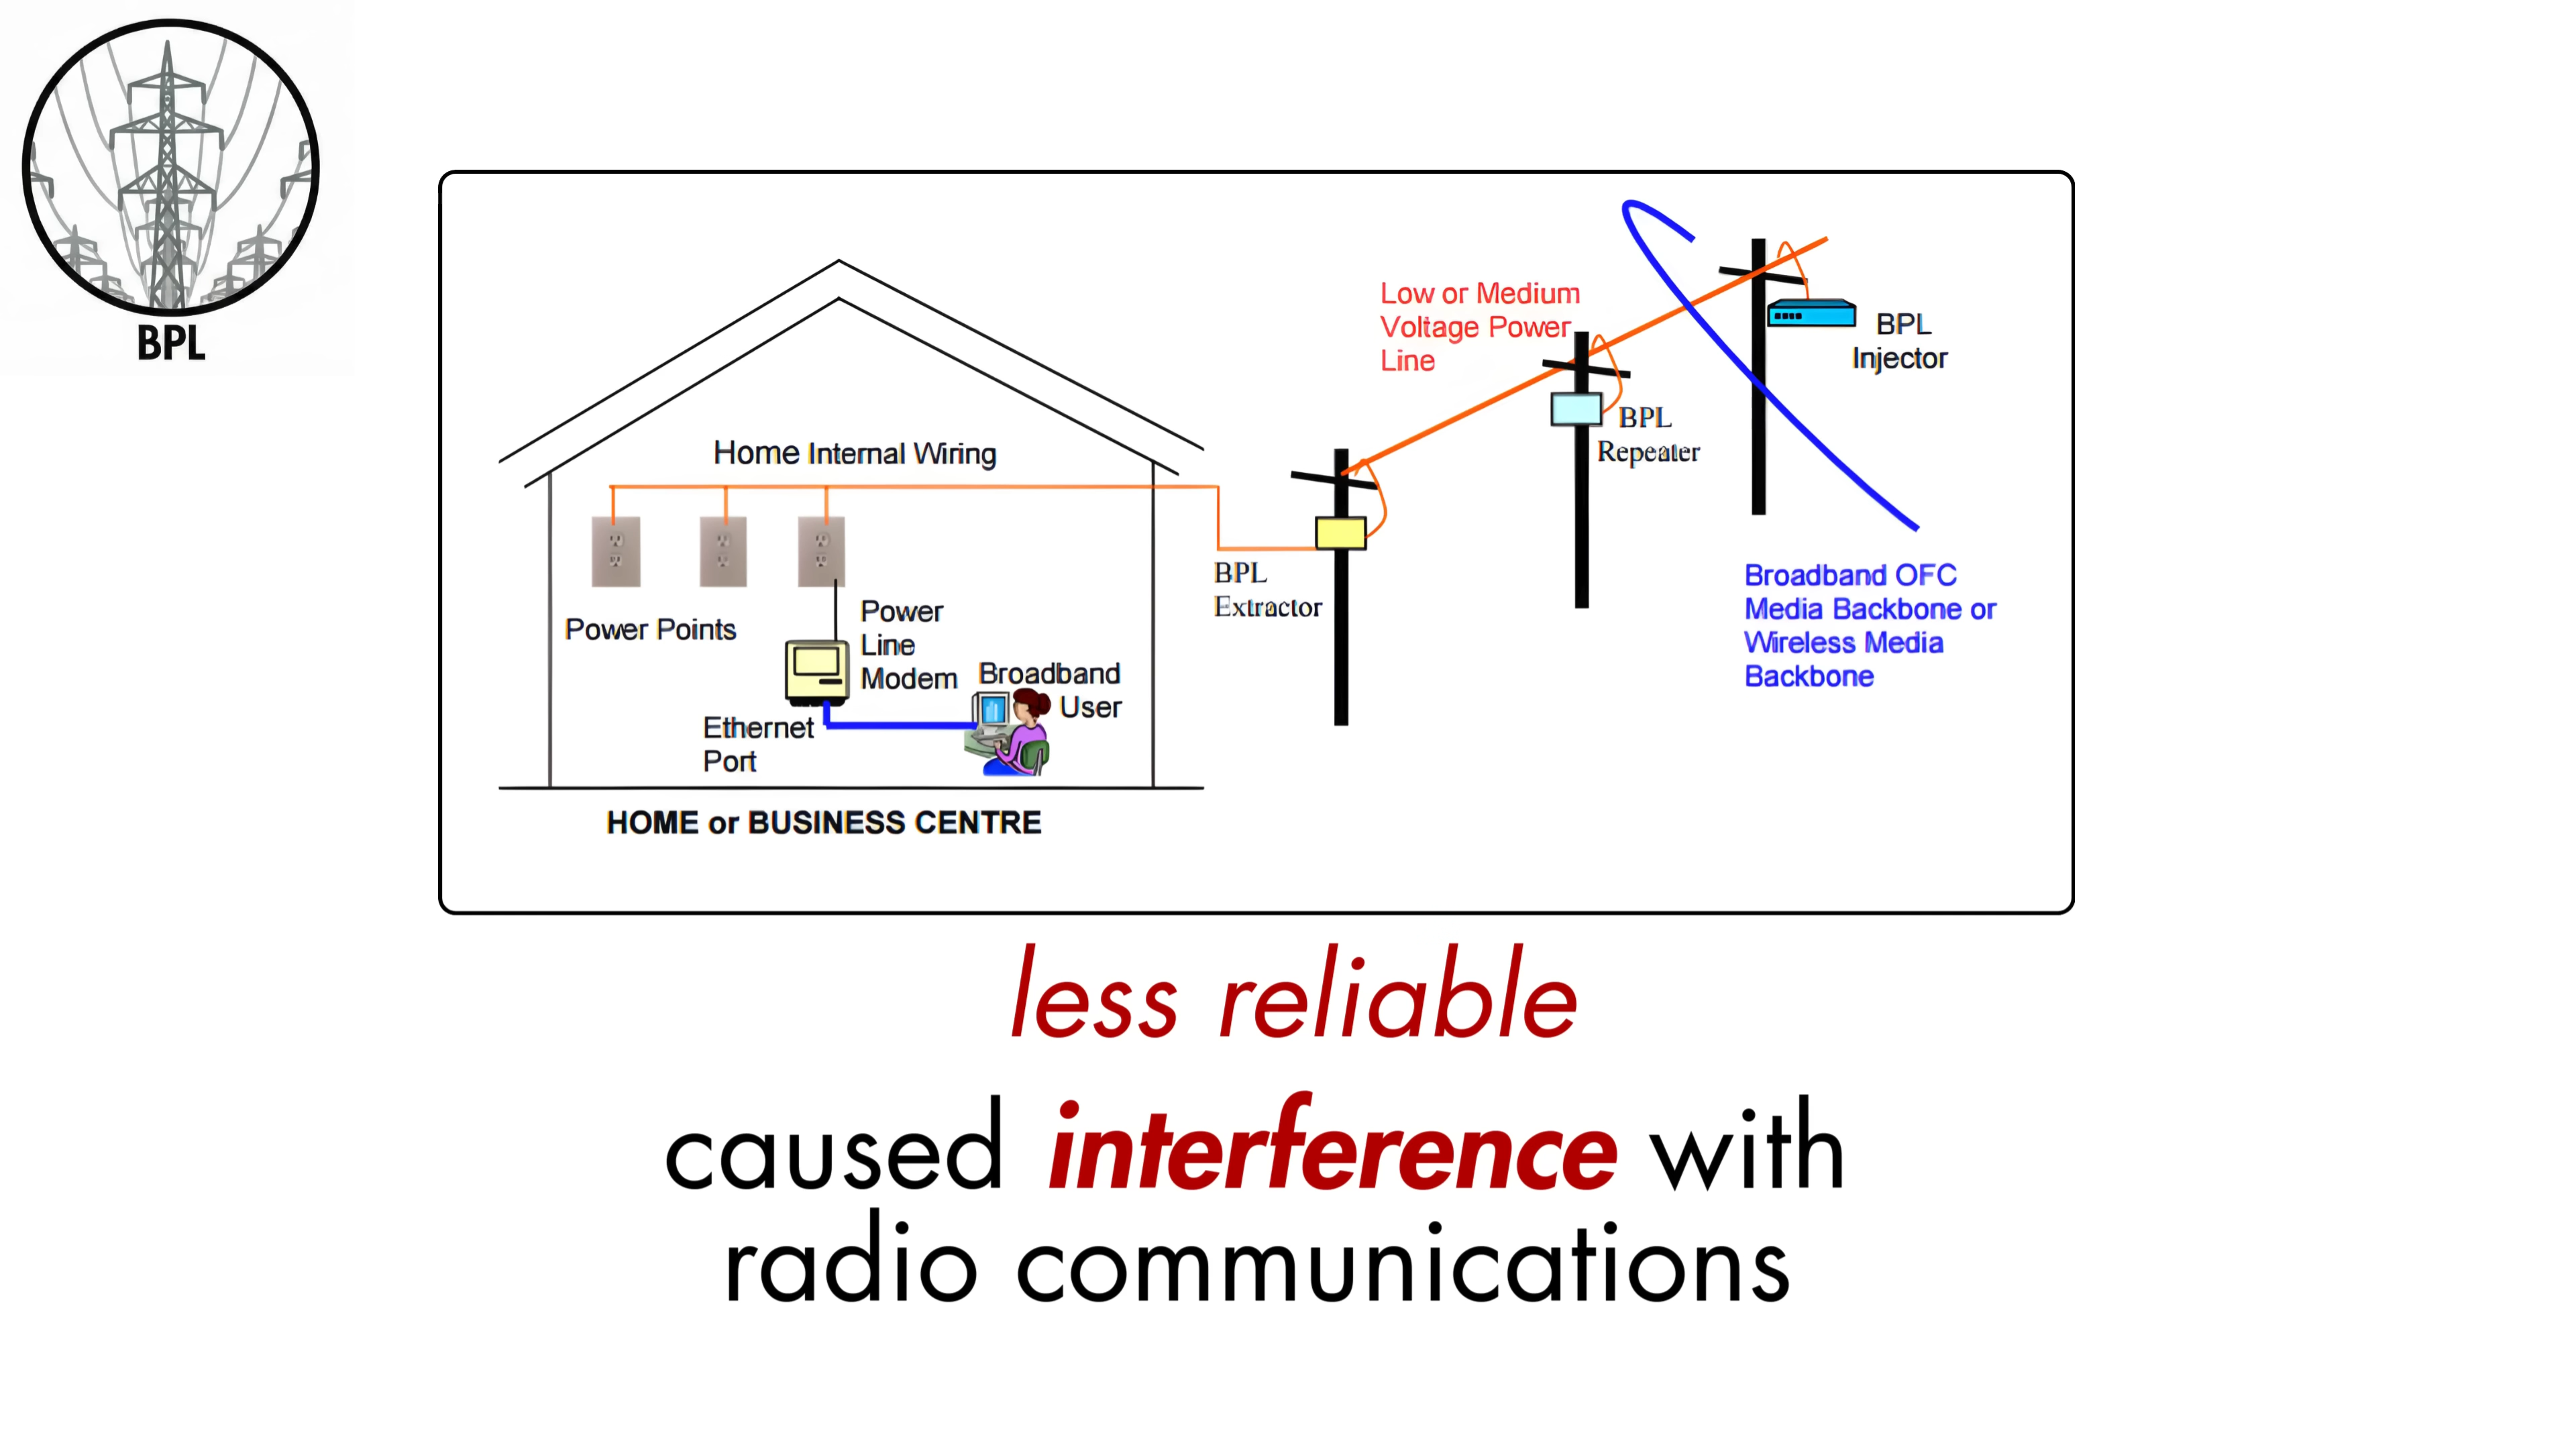 BPL
Low or Medium
Voltage Power
Line
BPL
Injector
BPL
Repeater
Home Internal Wiring
BPL
Extractor
Broadband OFC
Media Backbone or
Wireless Media
Backbone
Power Points
Power
Line
Modem
Broadband
User
Ethernet
Port
HOME or BUSINESS CENTRE
less reliable
caused interference with
radio communications